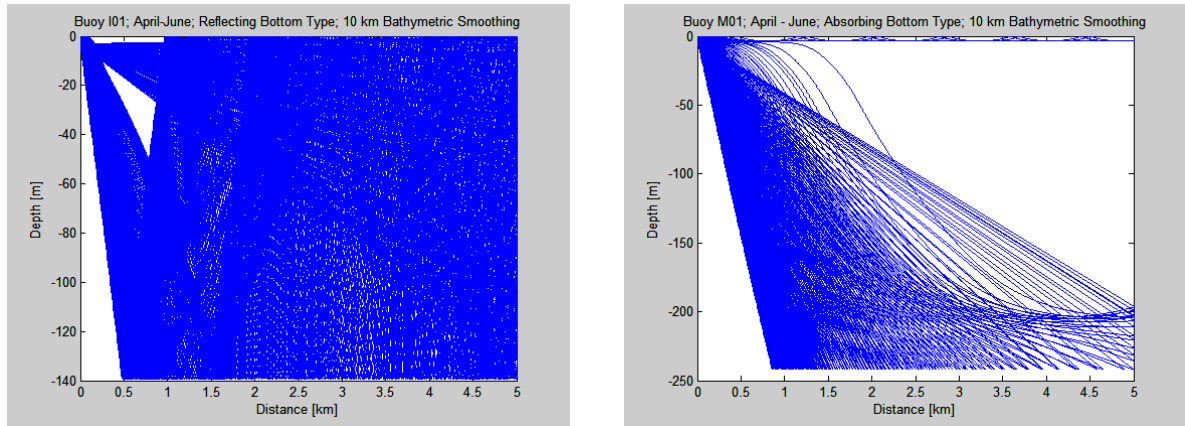 Buoy I01; April-June; Reflecting Bottom Type; 10 km Bathymetric Smoothing
0
-20
-40
-60
-80
-100
-120
-140
Depth [m]
0 0.5 1 1.5 2 2.5 3 3.5 4 4.5 5
Distance [km]
Buoy M01; April - June; Absorbing Bottom Type; 10 km Bathymetric Smoothing
0
-50
-100
-150
-200
-250
Depth [m]
0 0.5 1 1.5 2 2.5 3 3.5 4 4.5 5
Distance [km]